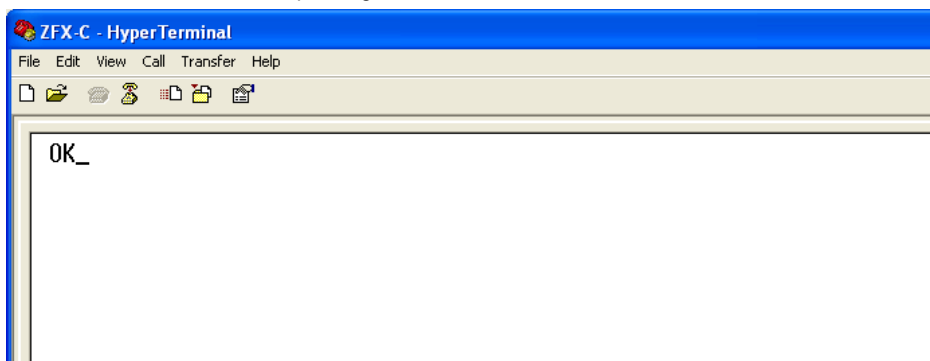 ZFX-C - HyperTerminal
File Edit View Call Transfer Help
OK_